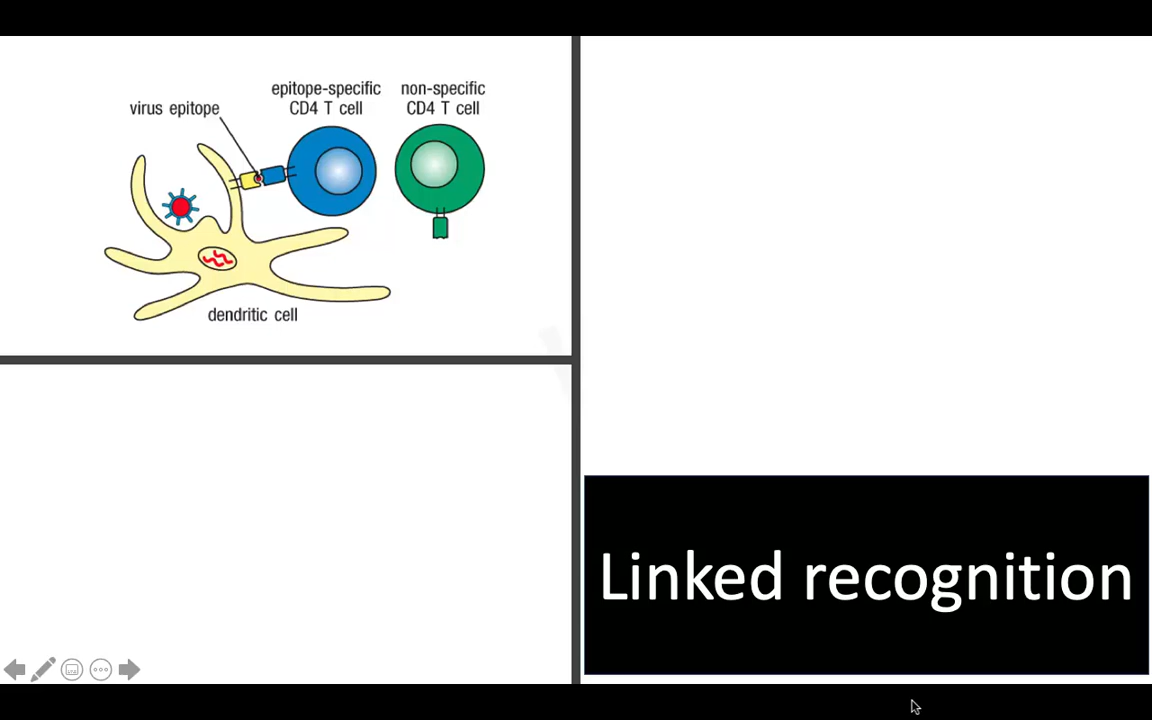 epitope-specific
CD4 T cell
non-specific
CD4 T cell
virus epitope
dendritic cell
Linked recognition